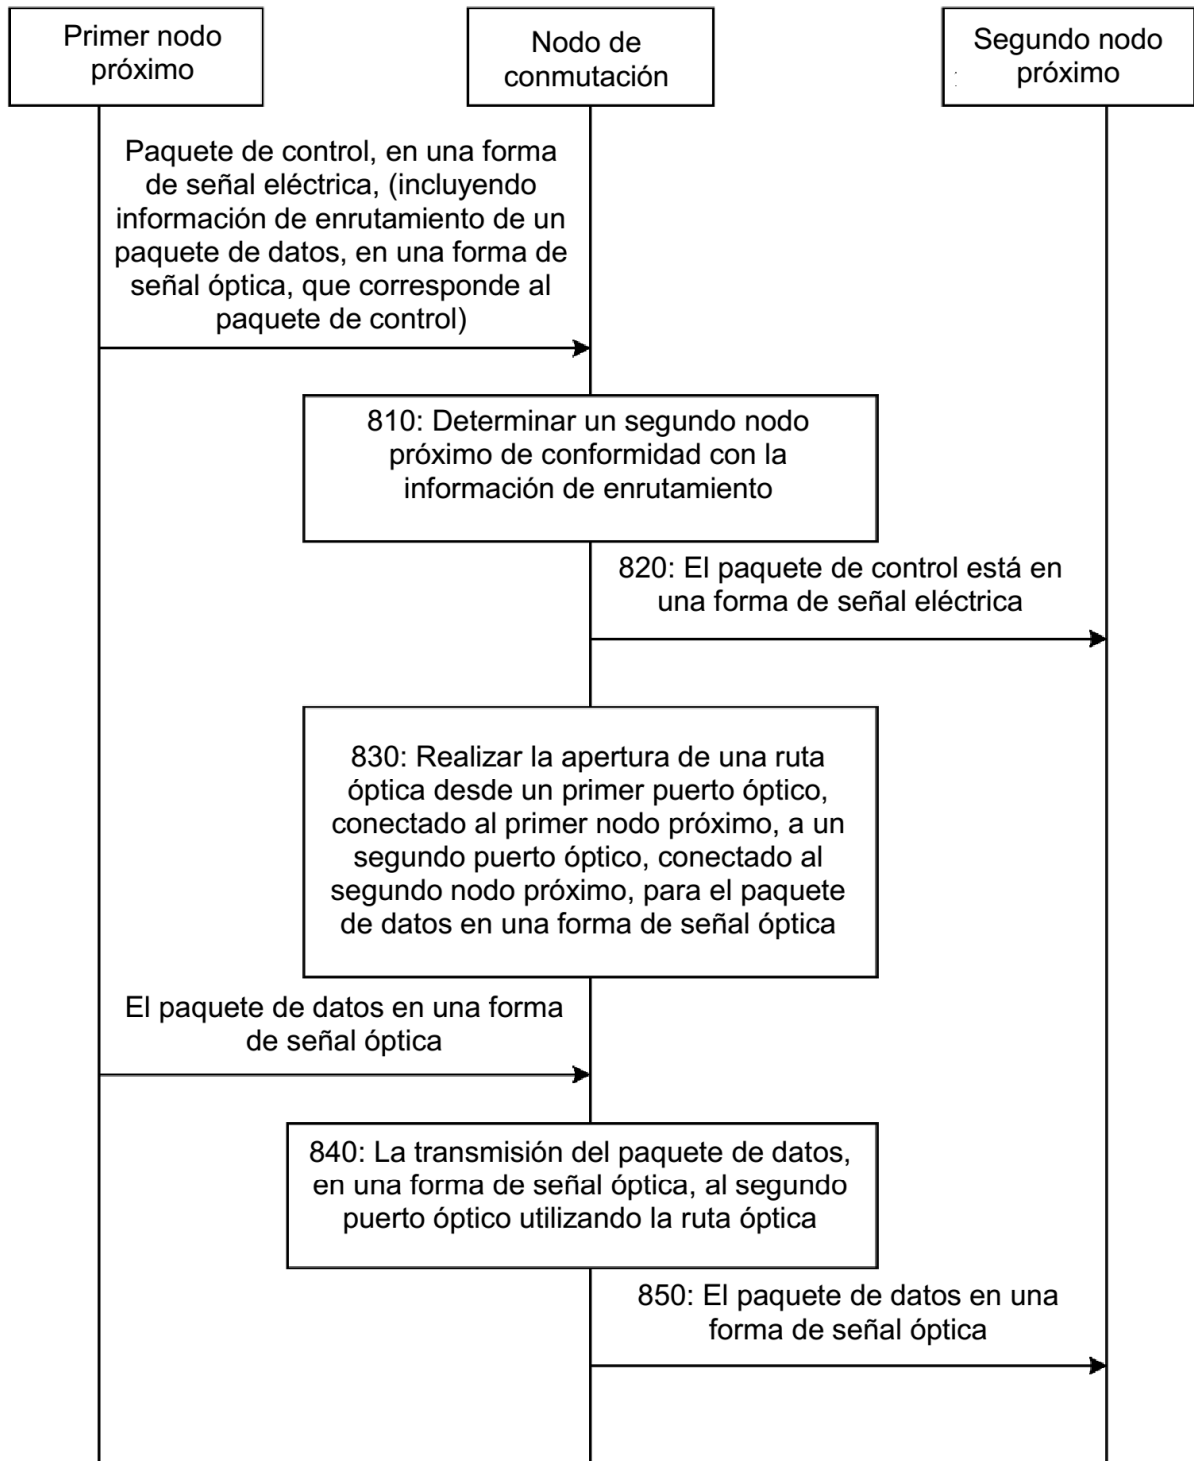 Primer nodo
próximo
Nodo de
conmutación
Segundo nodo
próximo
Paquete de control, en una forma
de señal eléctrica, (incluyendo
información de enrutamiento de un
paquete de datos, en una forma de
señal óptica, que corresponde al
paquete de control)
810: Determinar un segundo nodo
próximo de conformidad con la
información de enrutamiento
820: El paquete de control está en
una forma de señal eléctrica
830: Realizar la apertura de una ruta
óptica desde un primer puerto óptico,
conectado al primer nodo próximo, a un
segundo puerto óptico, conectado al
segundo nodo próximo, para el paquete
de datos en una forma de señal óptica
El paquete de datos en una forma
de señal óptica
840: La transmisión del paquete de datos,
en una forma de señal óptica, al segundo
puerto óptico utilizando la ruta óptica
850: El paquete de datos en una
forma de señal óptica